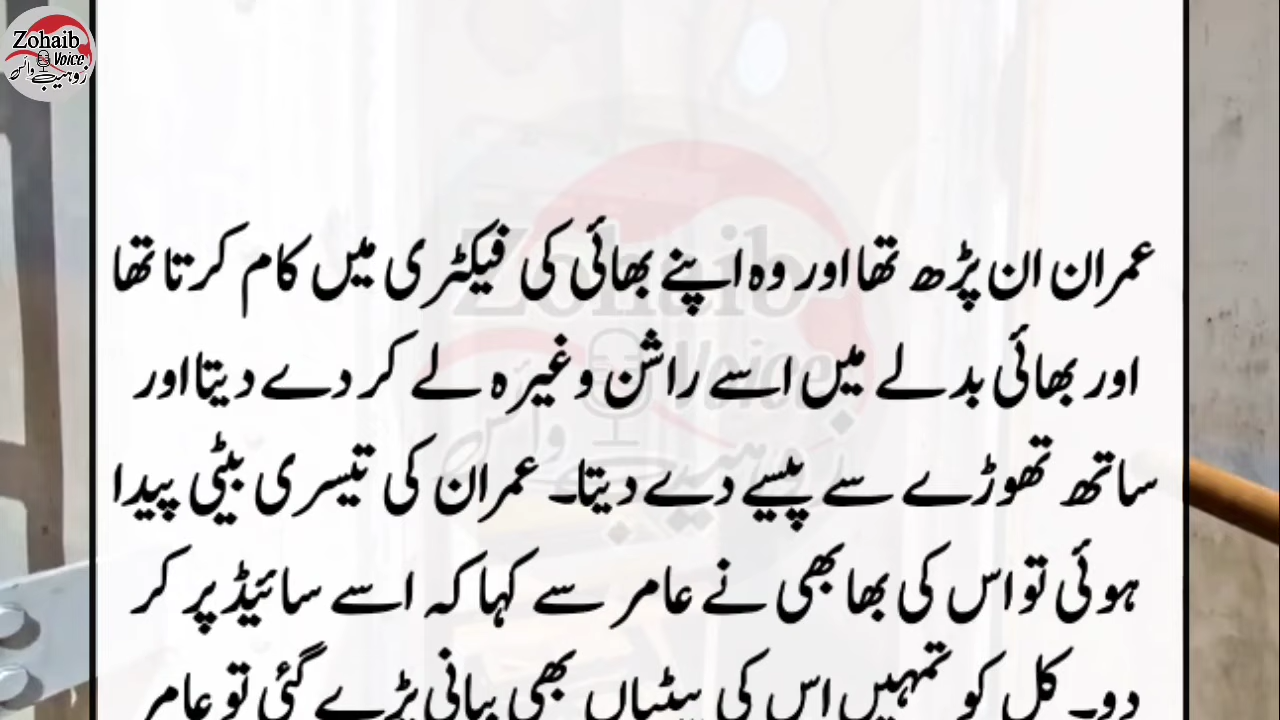 Zohaib
Voice
زوہیب وائس
عمران ان پڑھ تھا اور وہ اپنے بھائی کی فیکٹری میں کام کرتا تھا
اور بھائی بدلے میں اسے راشن وغیرہ لے کر دے دیتا اور
ساتھ تھوڑے سے پیسے دے دیتا۔ عمران کی تیسری بیٹی پیدا
ہوئی تو اس کی بھابھی نے عامر سے کہا کہ اسے سائیڈ پر کر
دو۔ کل کو تمہیں اس کی بیٹیاں بھی بیانی پڑے گئی تو عامر